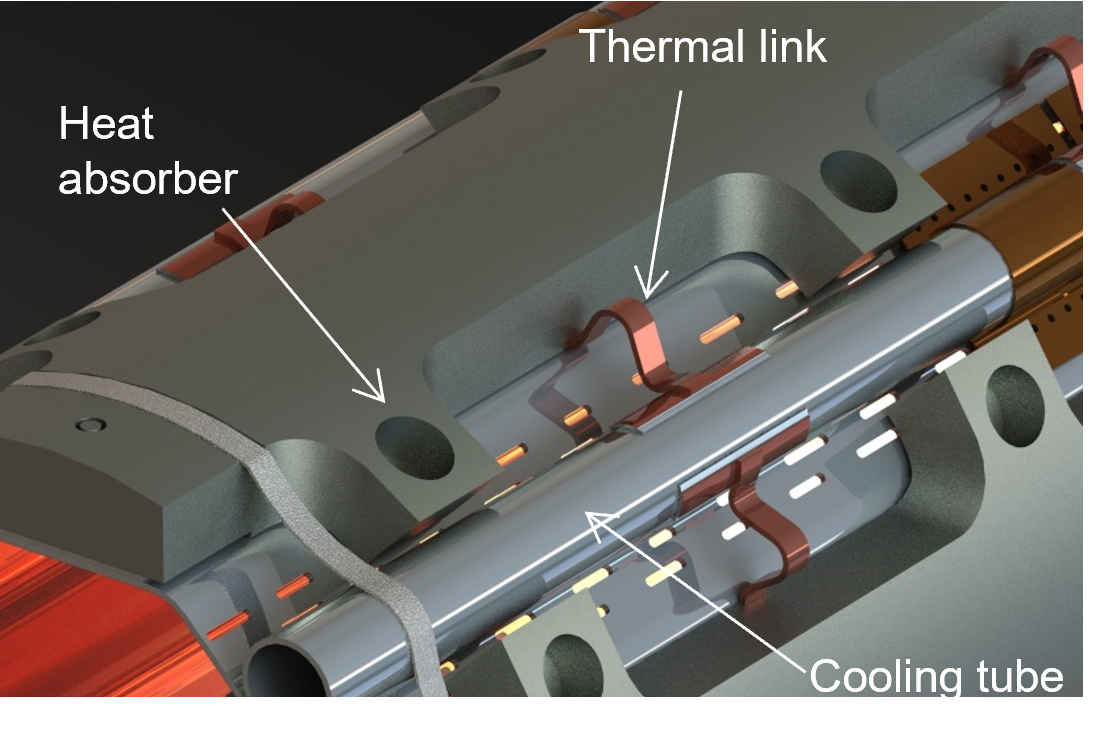 Thermal link
Heat
absorber
Cooling tube